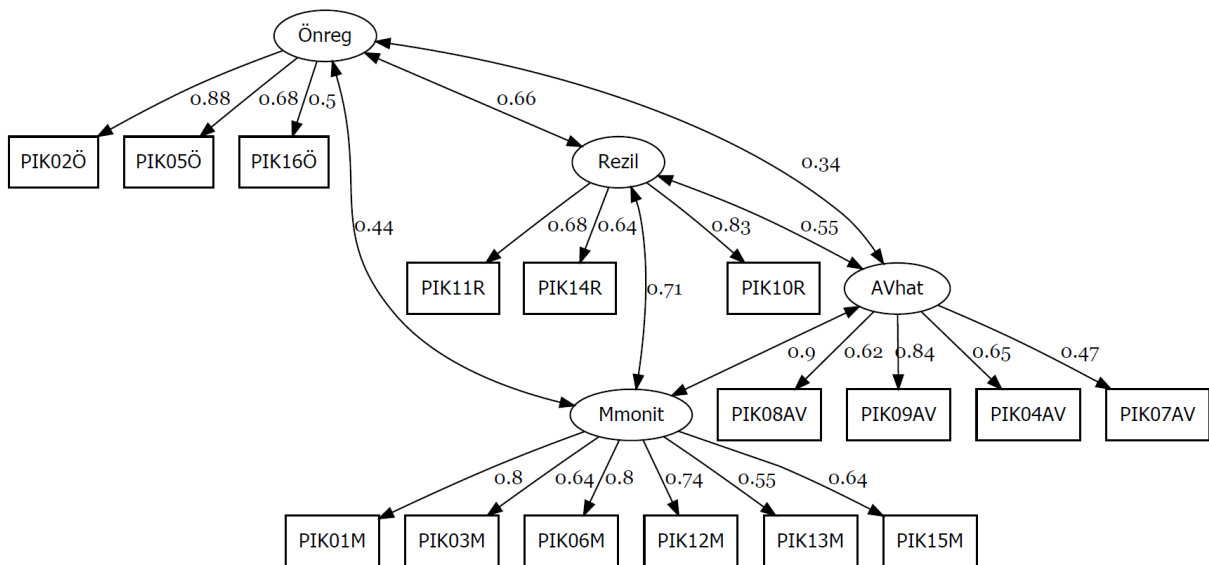 Önreg
0.88
0.68
0.5
0.66
PIK02Ö
PIK05Ö
PIK16Ö
Rezil
0.34
0.44
0.68
0.64
0.83
0.55
PIK11R
PIK14R
PIK10R
AVhat
0.71
0.9
0.62
0.84
0.65
0.47
Mmonit
PIK08AV
PIK09AV
PIK04AV
PIK07AV
0.8
0.64
0.8
0.74
0.55
0.64
PIK01M
PIK03M
PIK06M
PIK12M
PIK13M
PIK15M